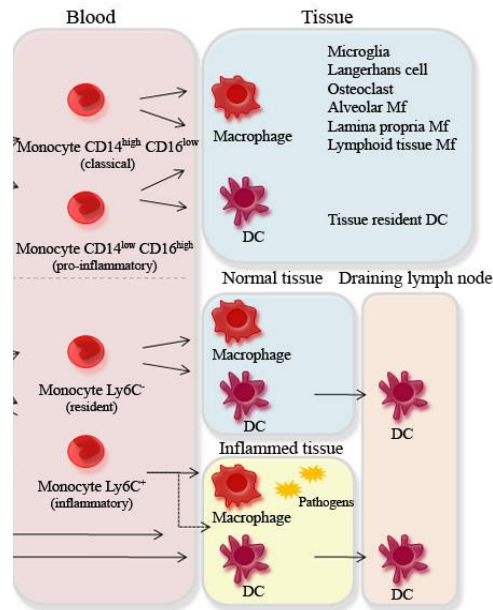 Blood
Tissue
Microglia
Langerhans cell
Osteoclast
Alveolar Mf
Lamina propria Mf
Lymphoid tissue Mf
Macrophage
Monocyte CD14high CD16low
(classical)
DC
Tissue resident DC
Monocyte CD14low CD16high
(pro-inflammatory)
Normal tissue
Draining lymph node
Macrophage
Monocyte Ly6C-
(resident)
DC
DC
Inflammed tissue
Monocyte Ly6C+
(inflammatory)
Macrophage
Pathogens
DC
DC